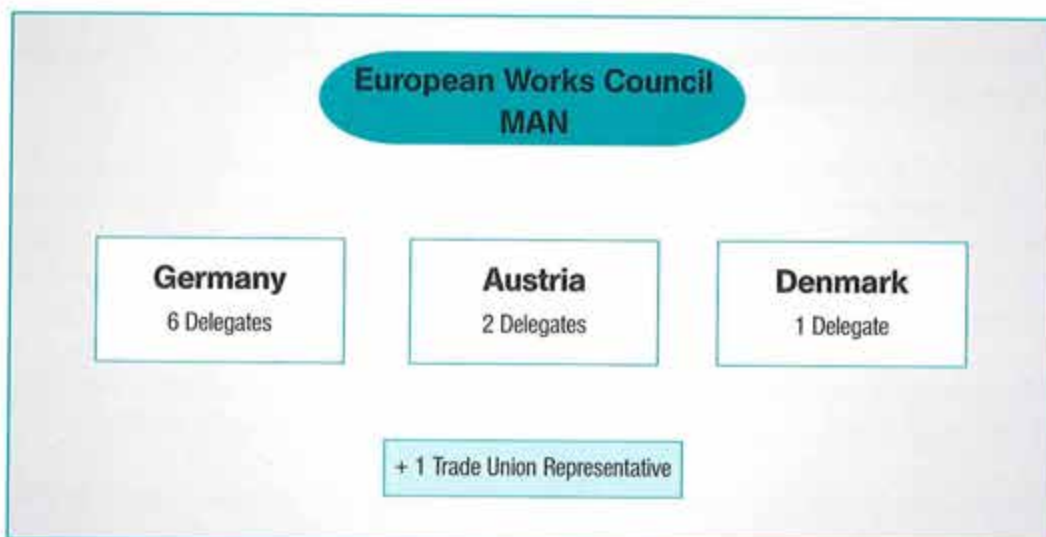 European Works Council
MAN
Germany
6 Delegates
Austria
2 Delegates
Denmark
1 Delegate
+ 1 Trade Union Representative